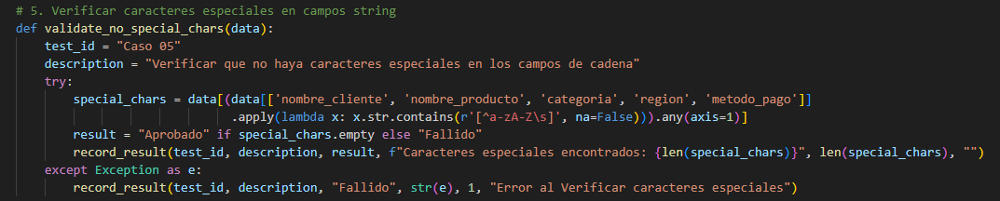 # 5. Verificar caracteres especiales en campos string
def validate_no_special_chars(data):
    test_id = "Caso 05"
    description = "Verificar que no haya caracteres especiales en los campos de cadena"
    try:
        special_chars = data[(data[['nombre_cliente', 'nombre_producto', 'categoria', 'region', 'metodo_pago']]
                              .apply(lambda x: x.str.contains(r'[^a-zA-Z\s]', na=False))).any(axis=1)]
        result = "Aprobado" if special_chars.empty else "Fallido"
        record_result(test_id, description, result, f"Caracteres especiales encontrados: {len(special_chars)}", len(special_chars), "")
    except Exception as e:
        record_result(test_id, description, "Fallido", str(e), 1, "Error al Verificar caracteres especiales")